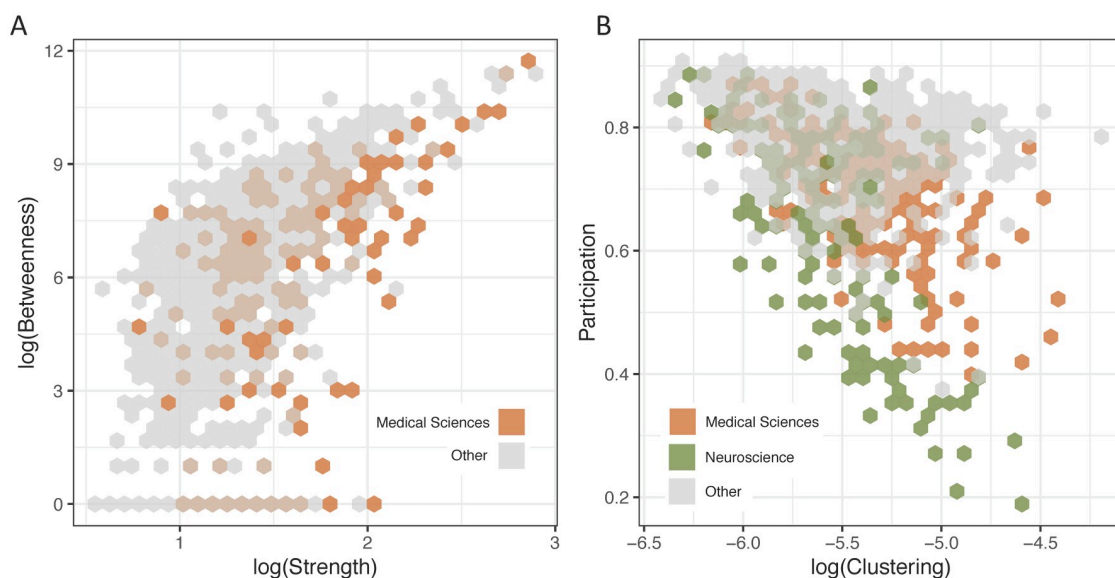 A
12
9
6
3
0
log(Betweenness)
Medical Sciences
Other
1
2
3
log(Strength)
B
0.8
0.6
0.4
0.2
Participation
Medical Sciences
Neuroscience
Other
−6.5
−6.0
−5.5
−5.0
−4.5
log(Clustering)